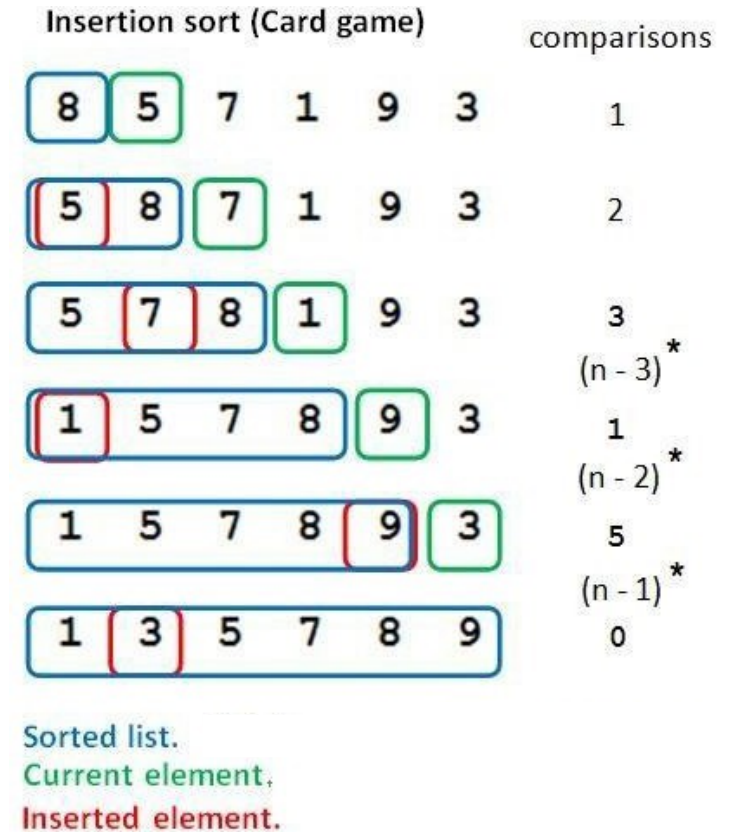 Insertion sort (Card game) comparisons
8 5 7 1 9 3 1
5 8 7 1 9 3 2
5 7 8 1 9 3 3
(n - 3)*
1 5 7 8 9 3 1
(n - 2)*
1 5 7 8 9 3 5
(n - 1)*
1 3 5 7 8 9 0
Sorted list.
Current element.
Inserted element.